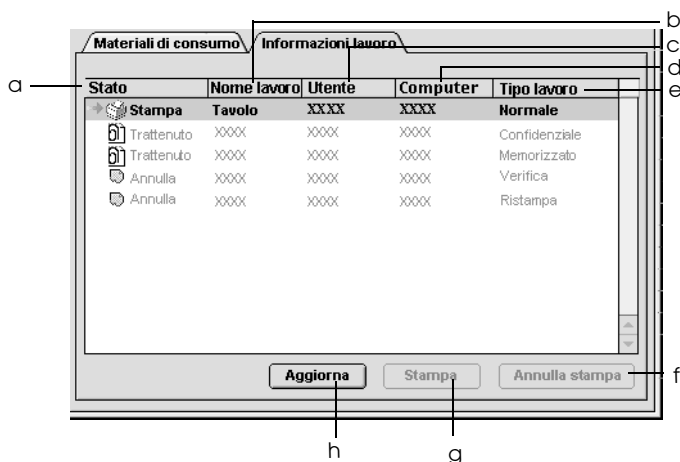 b
Materiali di consumo Informazioni lavoro
c
d
a Stato Nome lavoro Utente Computer Tipo lavoro e
Stampa Tavolo XXXX XXXX Normale
Trattenuto XXXX XXXX XXXX Confidenziale
Trattenuto XXXX XXXX XXXX Memorizzato
Annulla XXXX XXXX XXXX Verifica
Annulla XXXX XXXX XXXX Ristampa
Aggiorna Stampa Annulla stampa f
h g